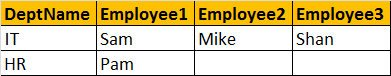 DeptName Employee1 Employee2 Employee3
IT Sam Mike Shan
HR Pam